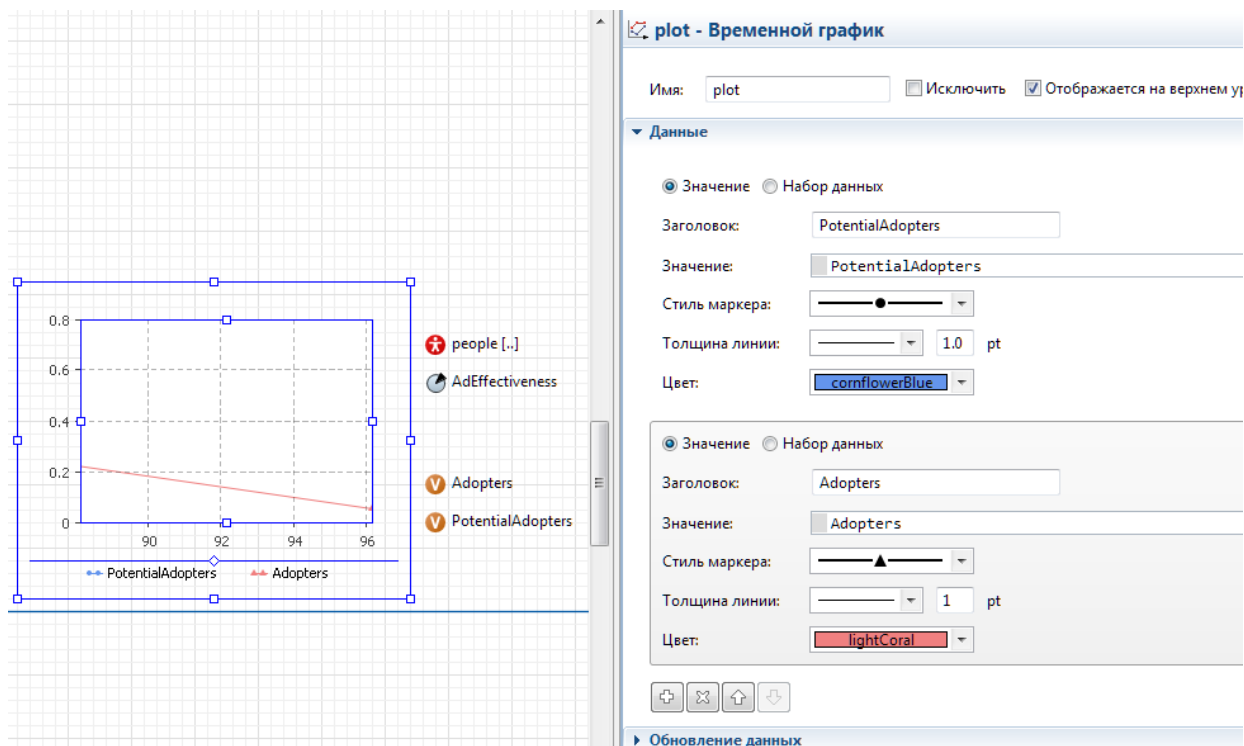 plot - Временной график
Имя: plot Исключить Отображается на верхнем ур
Данные
Значение Набор данных
Заголовок: PotentialAdopters
Значение: PotentialAdopters
Стиль маркера:
Толщина линии: 1.0 pt
Цвет: cornflowerBlue
Значение Набор данных
Заголовок: Adopters
Значение: Adopters
Стиль маркера:
Толщина линии: 1 pt
Цвет: lightCoral
Обновление данных
0.8
0.6
0.4
0.2
0
90 92 94 96
PotentialAdopters Adopters
people [..]
AdEffectiveness
V Adopters
V PotentialAdopters